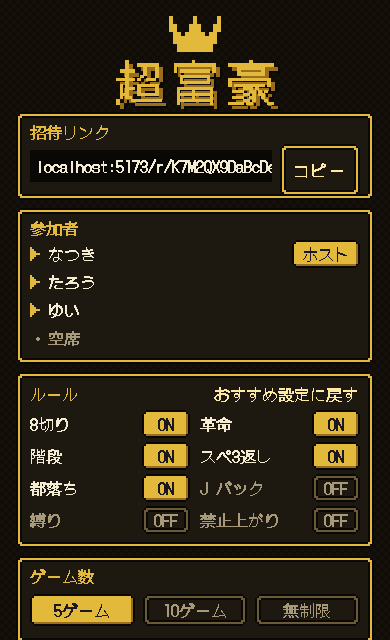 超富豪
招待リンク
localhost:5173/r/K7M2QX9DaBcDe
コピー
参加者
なつき ホスト
たろう
ゆい
・空席
ルール おすすめ設定に戻す
8切り ON 革命 ON
階段 ON スペ3返し ON
都落ち ON J バック OFF
縛り OFF 禁止上がり OFF
ゲーム数
5ゲーム 10ゲーム 無制限